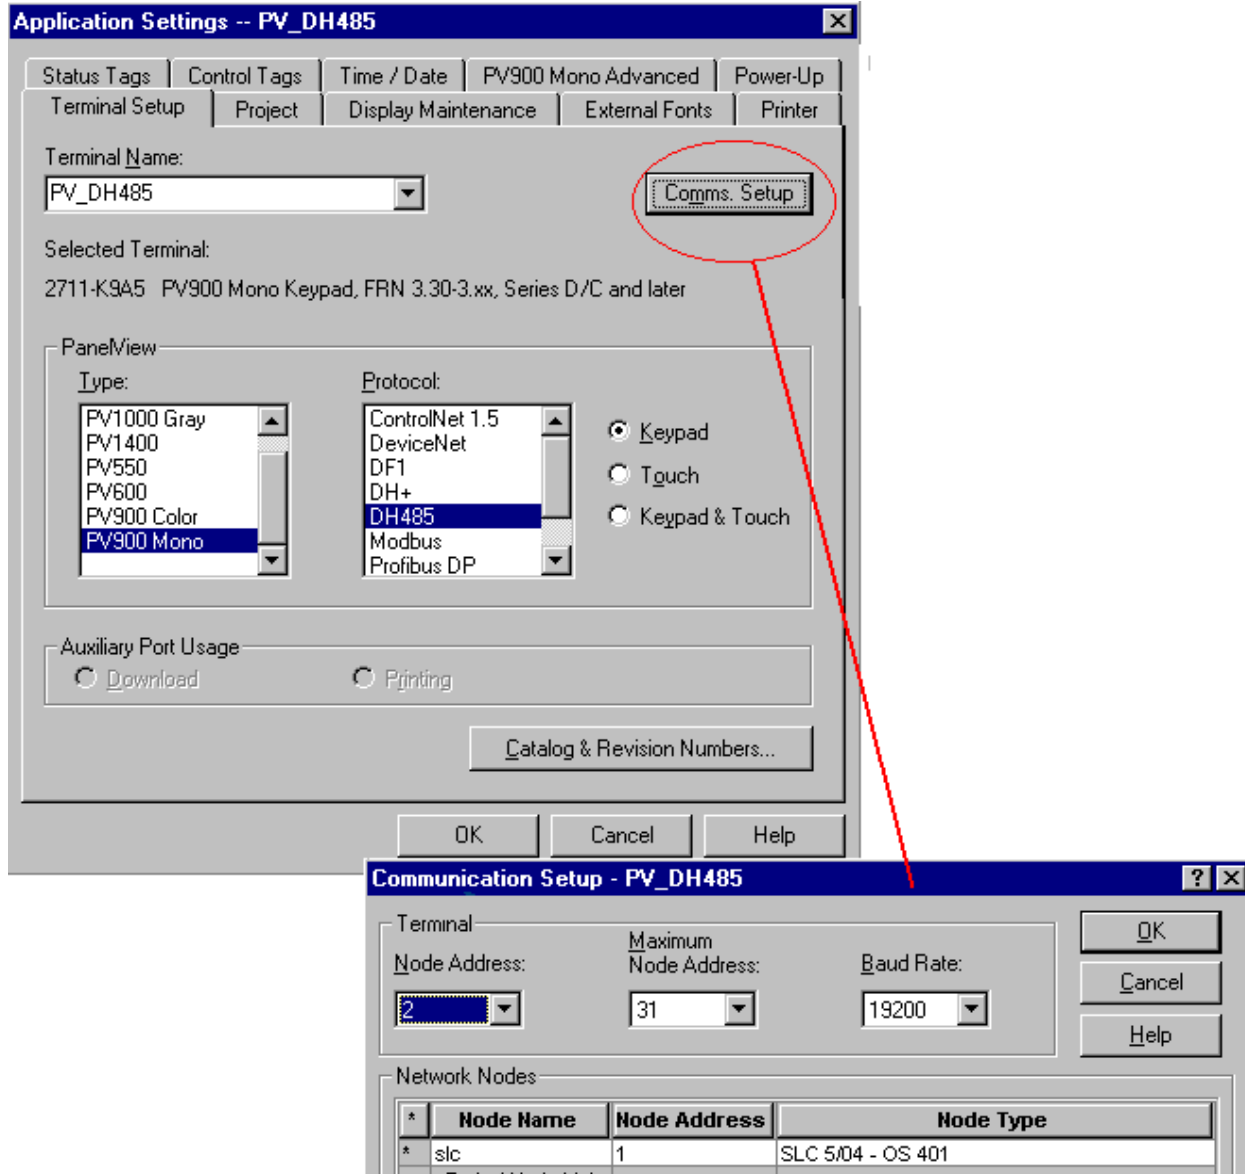 Application Settings -- PV_DH485
Status Tags Control Tags Time / Date PV900 Mono Advanced Power-Up
Terminal Setup Project Display Maintenance External Fonts Printer
Terminal Name:
PV_DH485
Comms. Setup
Selected Terminal:
2711-K9A5 PV900 Mono Keypad, FRN 3.30-3.xx, Series D/C and later
PanelView
Type:
PV1000 Gray
PV1400
PV550
PV600
PV900 Color
PV900 Mono
Protocol:
ControlNet 1.5
DeviceNet
DF1
DH+
DH485
Modbus
Profibus DP
Keypad
Touch
Keypad & Touch
Auxiliary Port Usage
Download Printing
Catalog & Revision Numbers...
OK Cancel Help
Communication Setup - PV_DH485
Terminal
Node Address:
2
Maximum
Node Address:
31
Baud Rate:
19200
OK
Cancel
Help
Network Nodes
* Node Name Node Address Node Type
* slc 1 SLC 5/04 - OS 401